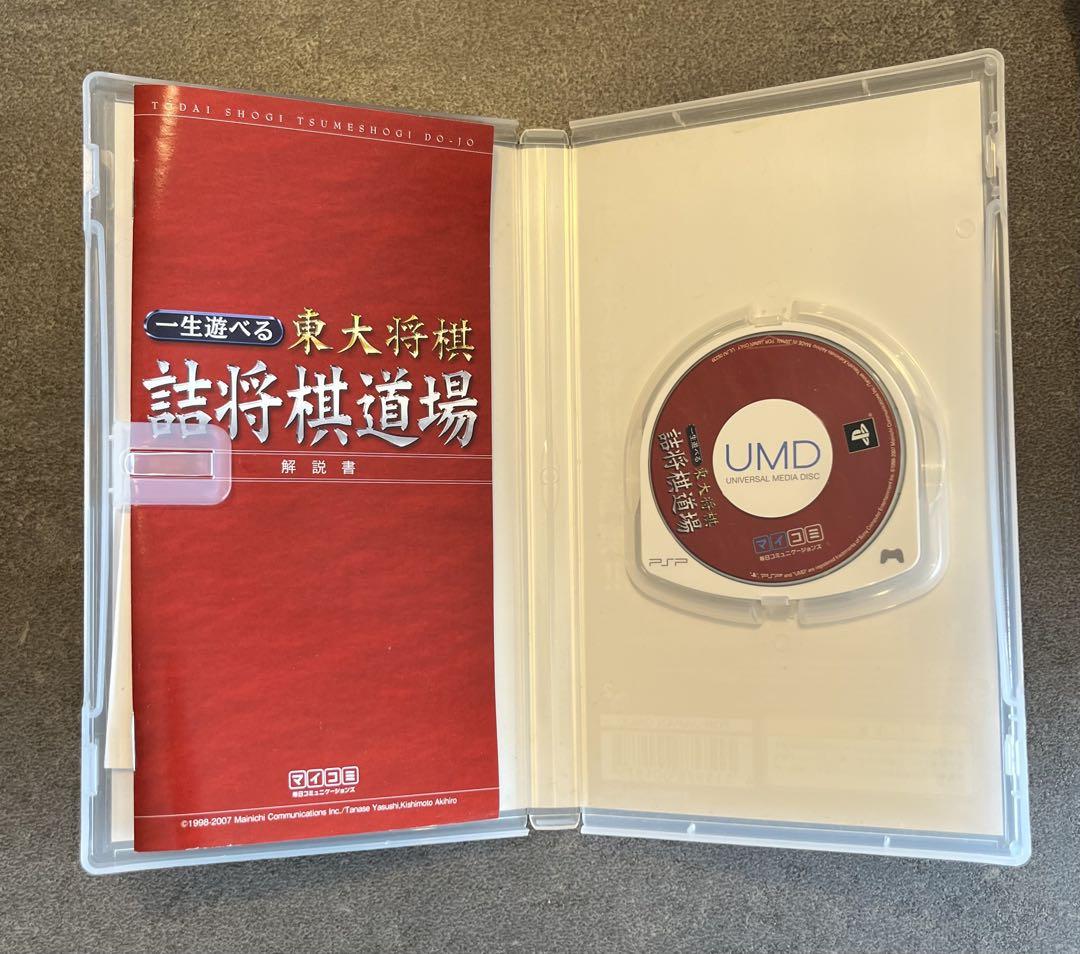 TODAI SHOGI TSUMESHOGI DO-JO
一生遊べる 東大将棋
詰将棋道場
解説書
マイコミ
毎日コミュニケーションズ
©1998-2007 Mainichi Communications Inc./Tanase Yasushi,Kishimoto Akihiro
UMD
UNIVERSAL MEDIA DISC
一生遊べる 東大将棋
詰将棋道場
マイコミ
毎日コミュニケーションズ
PSP